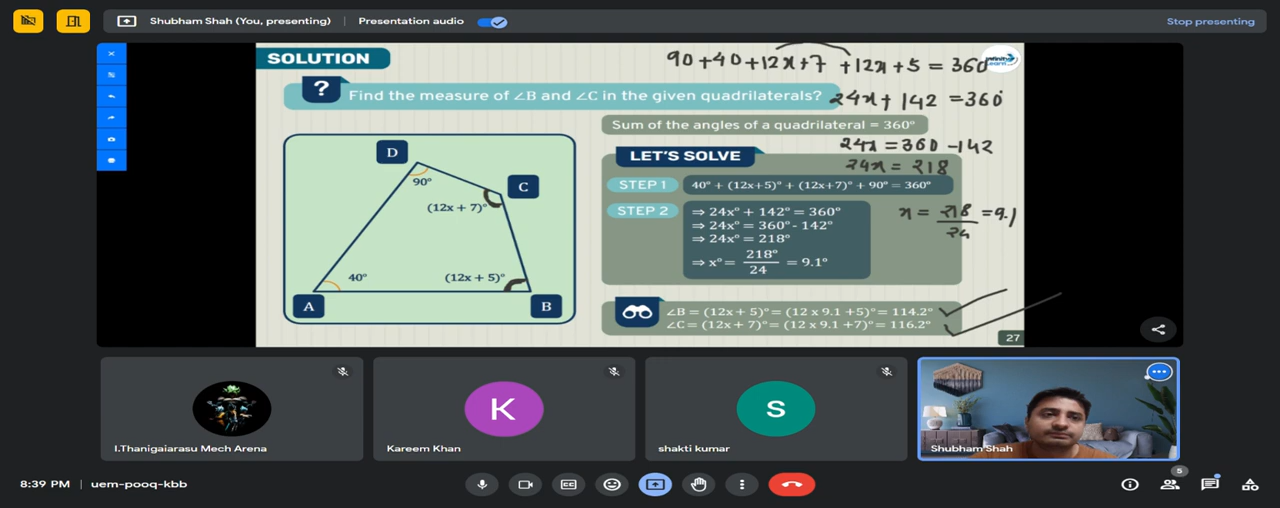 Shubham Shah (You, presenting)
Presentation audio
Stop presenting
SOLUTION
90+40+12x+7+12x+5=360
Infinity Learn
? Find the measure of ∠B and ∠C in the given quadrilaterals?
24x+142=360
Sum of the angles of a quadrilateral = 360°
24x=360-142
LET'S SOLVE
24x=218
STEP 1 40° + (12x+5)° + (12x+7)° + 90° = 360°
STEP 2 ⇒ 24x° + 142° = 360°
⇒ 24x° = 360° - 142°
⇒ 24x° = 218°
⇒ x° = 218°/24 = 9.1°
x=218/24=9.1
D
90°
C
(12x + 7)°
40°
(12x + 5)°
A
B
∠B = (12x + 5)° = (12 x 9.1 +5)° = 114.2°
∠C = (12x + 7)° = (12 x 9.1 +7)° = 116.2°
27
I.Thanigaiarasu Mech Arena
K
Kareem Khan
S
shakti kumar
Shubham Shah
8:39 PM | uem-pooq-kbb
CC
5